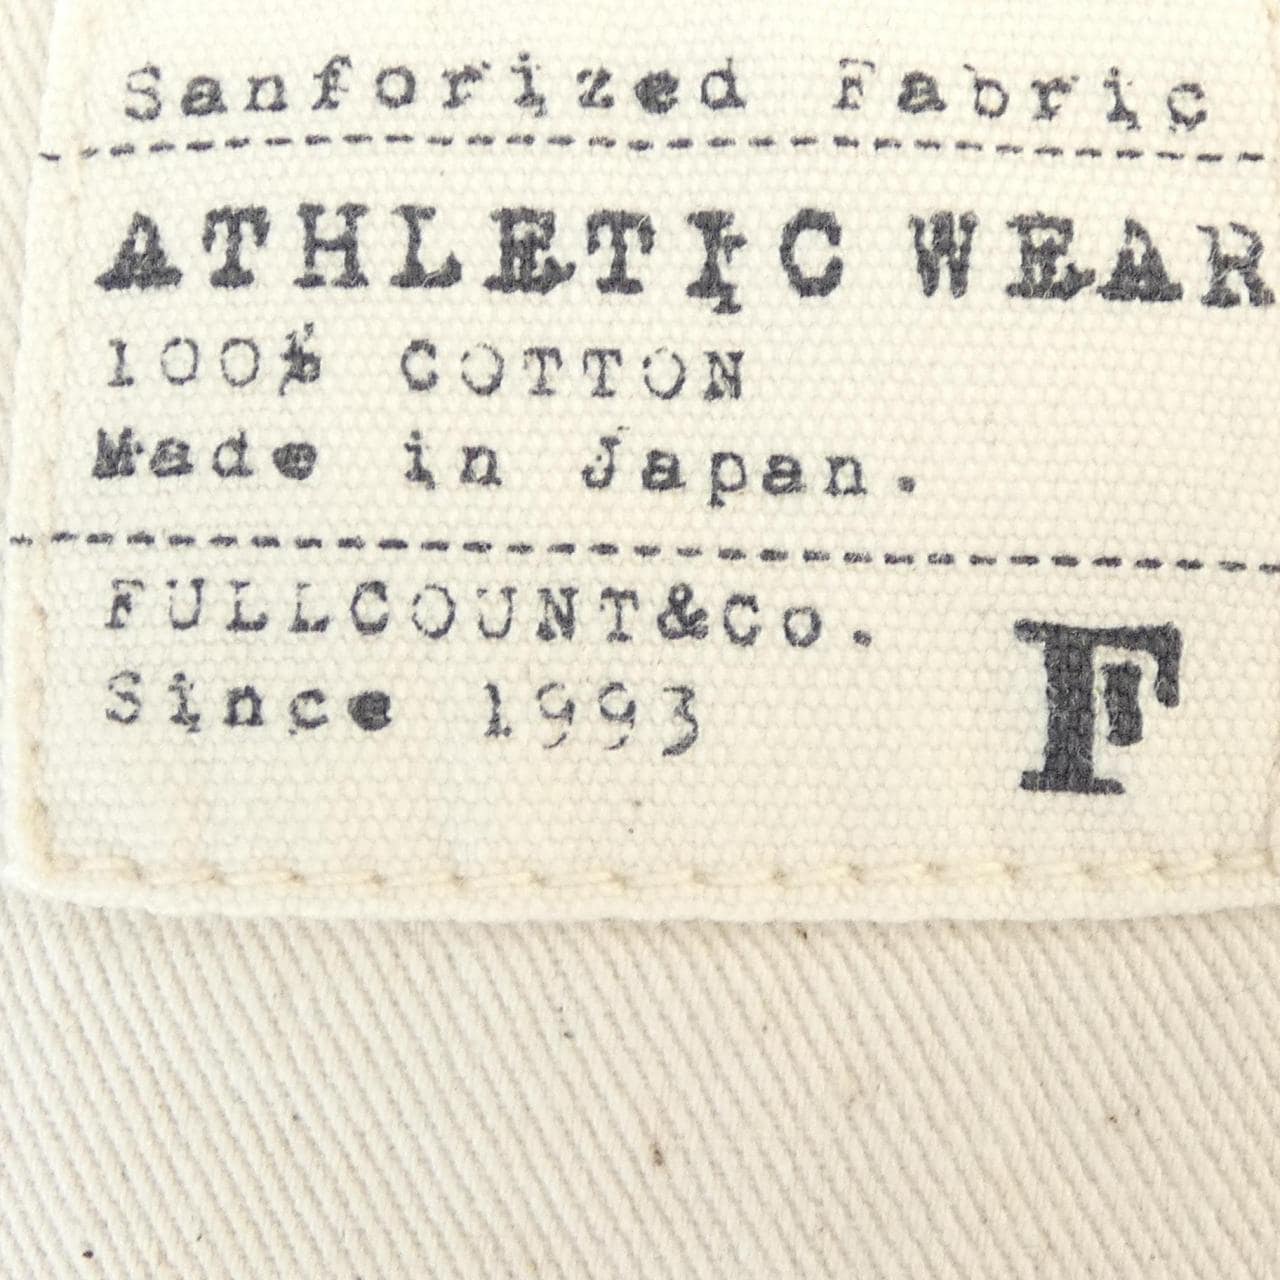 Sanforized Fabric
ATHLETIC WEAR
100% COTTON
Made in Japan.
FULLCOUNT&Co.
Since 1993
F